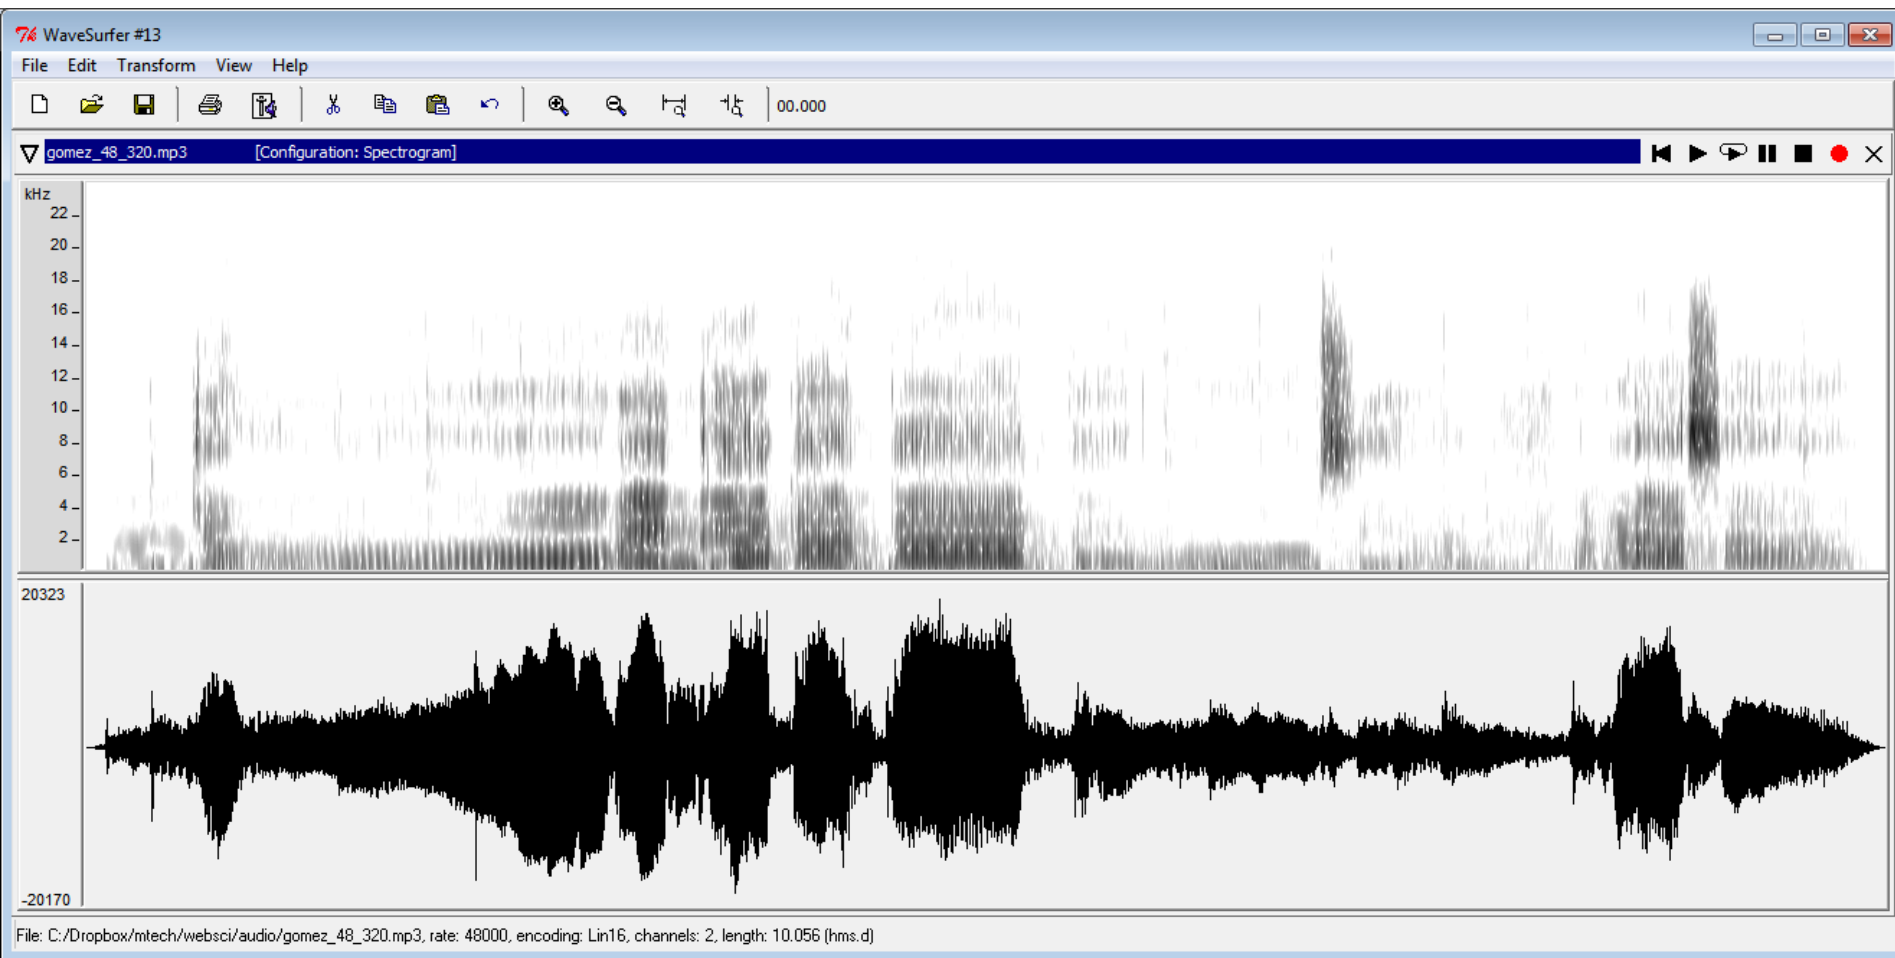 WaveSurfer #13
File Edit Transform View Help
00.000
gomez_48_320.mp3 [Configuration: Spectrogram]
kHz
22
20
18
16
14
12
10
8
6
4
2
20323
-20170
File: C:/Dropbox/mtech/websci/audio/gomez_48_320.mp3, rate: 48000, encoding: Lin16, channels: 2, length: 10.056 (hms.d)